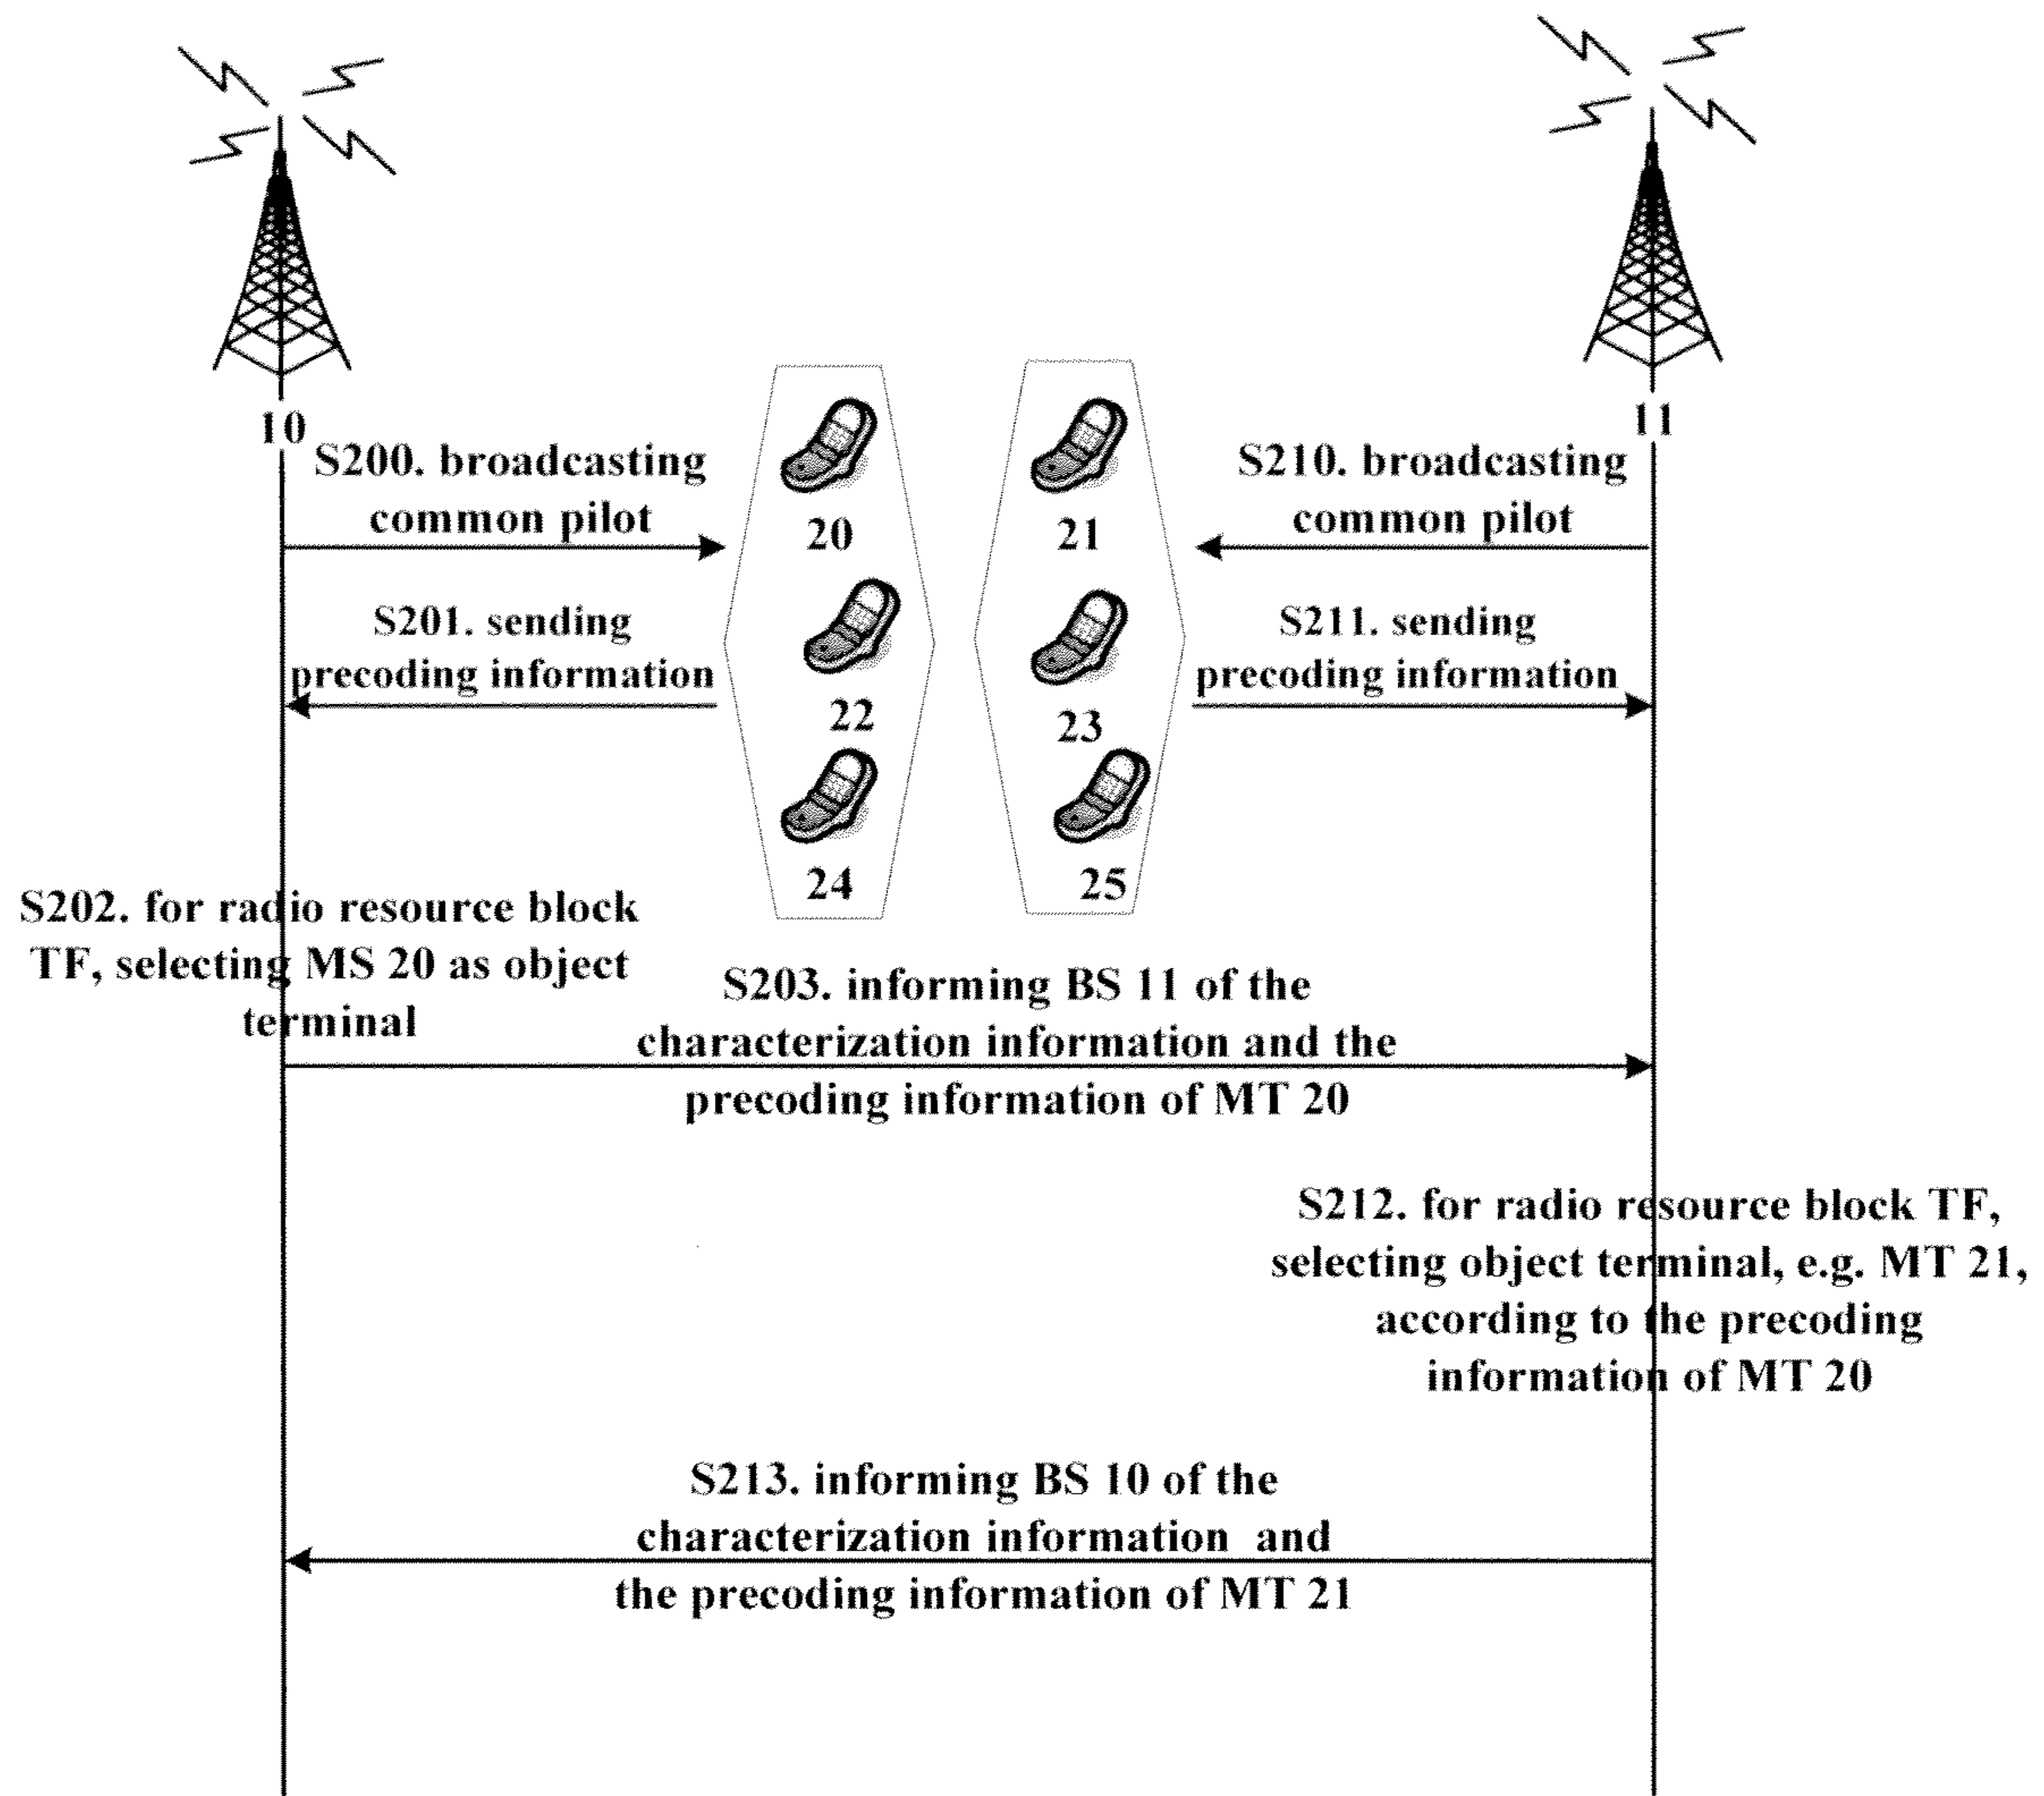 10
11
S200. broadcasting
common pilot
S210. broadcasting
common pilot
20
21
S201. sending
precoding information
S211. sending
precoding information
22
23
24
25
S202. for radio resource block
TF, selecting MS 20 as object
terminal
S203. informing BS 11 of the
characterization information and the
precoding information of MT 20
S212. for radio resource block TF,
selecting object terminal, e.g. MT 21,
according to the precoding
information of MT 20
S213. informing BS 10 of the
characterization information and
the precoding information of MT 21